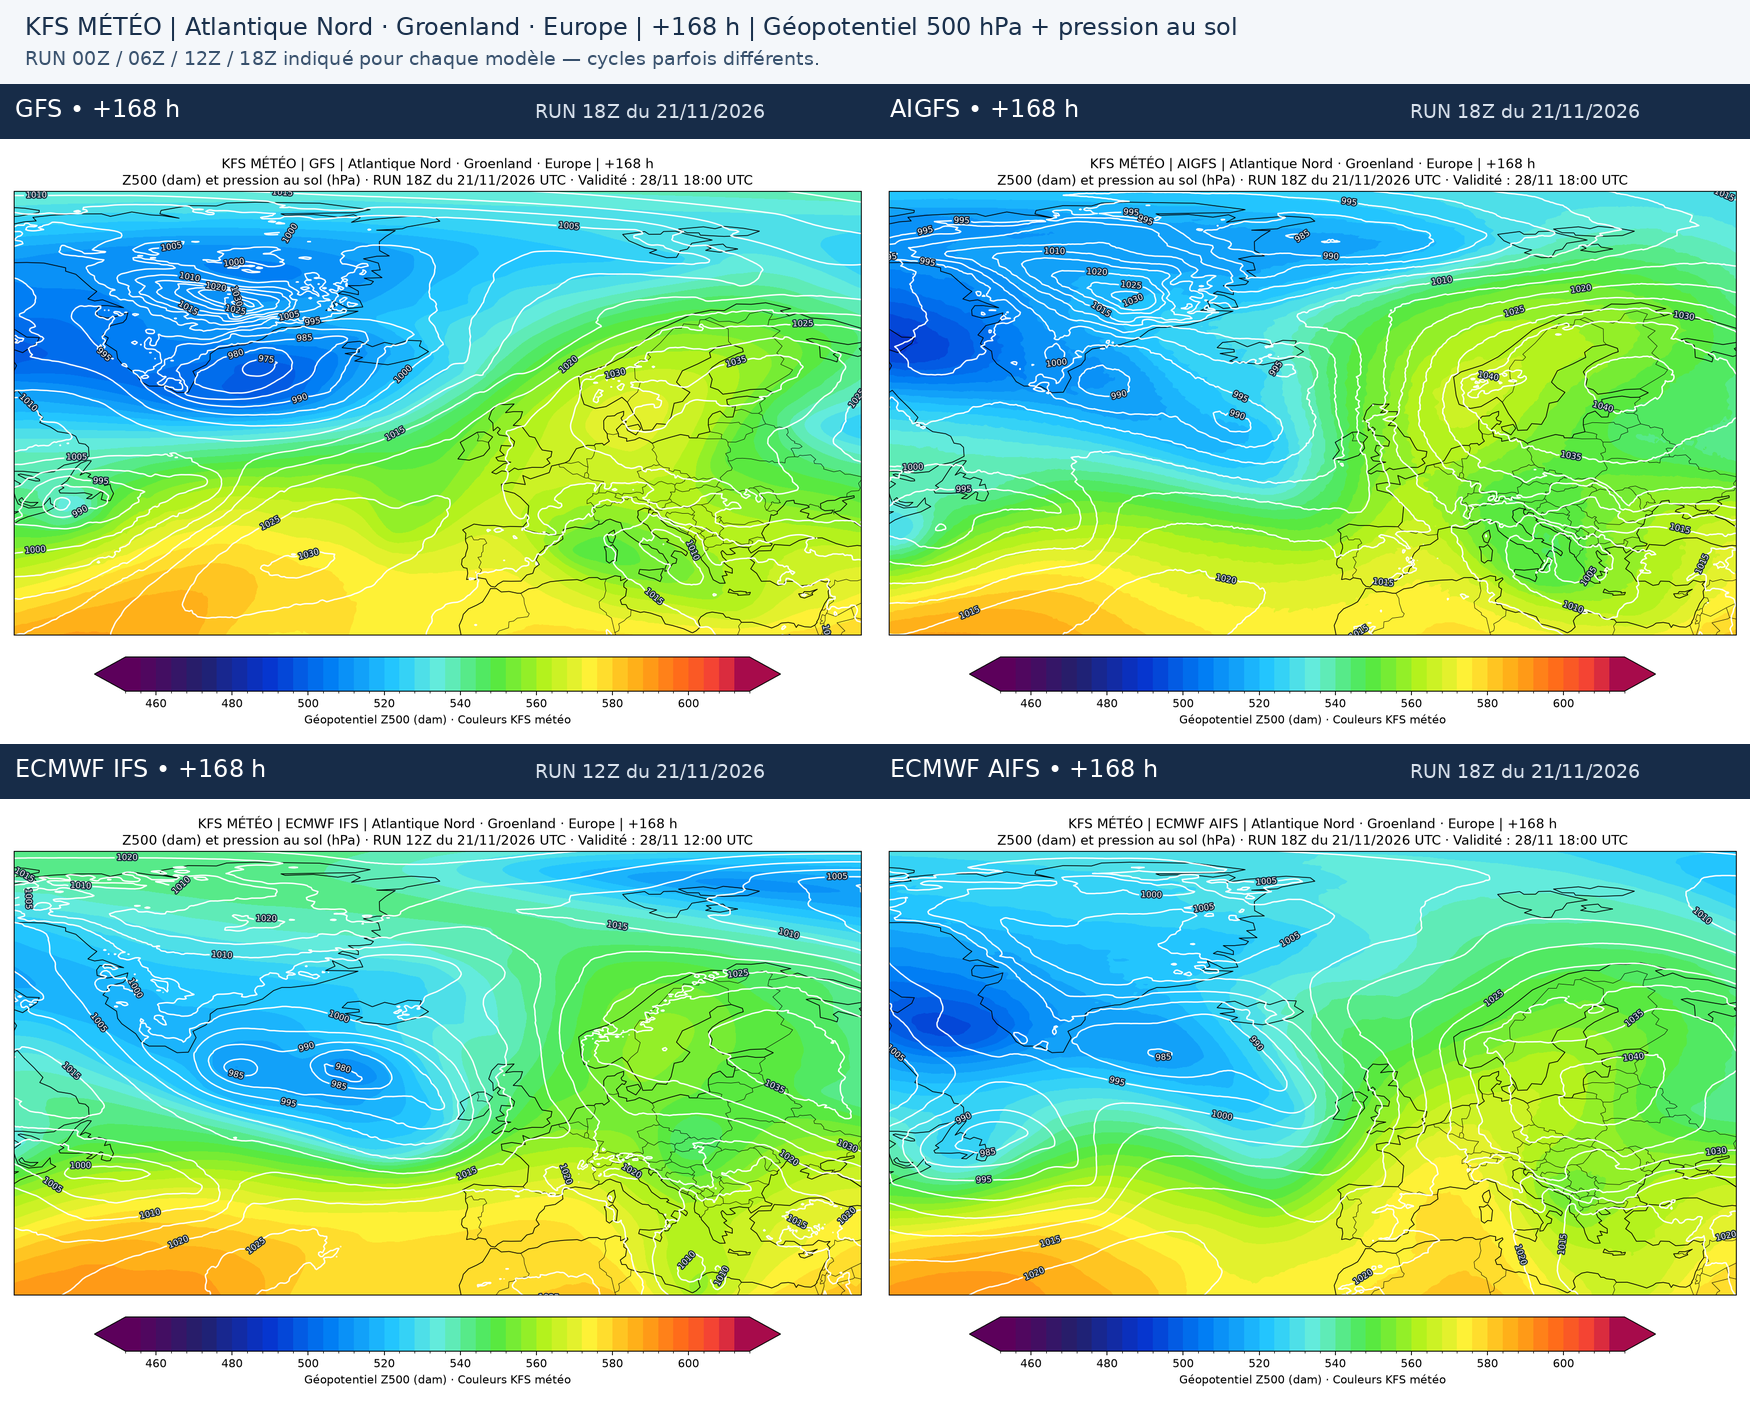 KFS MÉTÉO | Atlantique Nord · Groenland · Europe | +168 h | Géopotentiel 500 hPa + pression au sol
RUN 00Z / 06Z / 12Z / 18Z indiqué pour chaque modèle — cycles parfois différents.
GFS • +168 h
RUN 18Z du 21/11/2026
AIGFS • +168 h
RUN 18Z du 21/11/2026
KFS MÉTÉO | GFS | Atlantique Nord · Groenland · Europe | +168 h
Z500 (dam) et pression au sol (hPa) · RUN 18Z du 21/11/2026 UTC · Validité : 28/11 18:00 UTC
KFS MÉTÉO | AIGFS | Atlantique Nord · Groenland · Europe | +168 h
Z500 (dam) et pression au sol (hPa) · RUN 18Z du 21/11/2026 UTC · Validité : 28/11 18:00 UTC
460 480 500 520 540 560 580 600
Géopotentiel Z500 (dam) · Couleurs KFS météo
460 480 500 520 540 560 580 600
Géopotentiel Z500 (dam) · Couleurs KFS météo
ECMWF IFS • +168 h
RUN 12Z du 21/11/2026
ECMWF AIFS • +168 h
RUN 18Z du 21/11/2026
KFS MÉTÉO | ECMWF IFS | Atlantique Nord · Groenland · Europe | +168 h
Z500 (dam) et pression au sol (hPa) · RUN 12Z du 21/11/2026 UTC · Validité : 28/11 12:00 UTC
KFS MÉTÉO | ECMWF AIFS | Atlantique Nord · Groenland · Europe | +168 h
Z500 (dam) et pression au sol (hPa) · RUN 18Z du 21/11/2026 UTC · Validité : 28/11 18:00 UTC
460 480 500 520 540 560 580 600
Géopotentiel Z500 (dam) · Couleurs KFS météo
460 480 500 520 540 560 580 600
Géopotentiel Z500 (dam) · Couleurs KFS météo